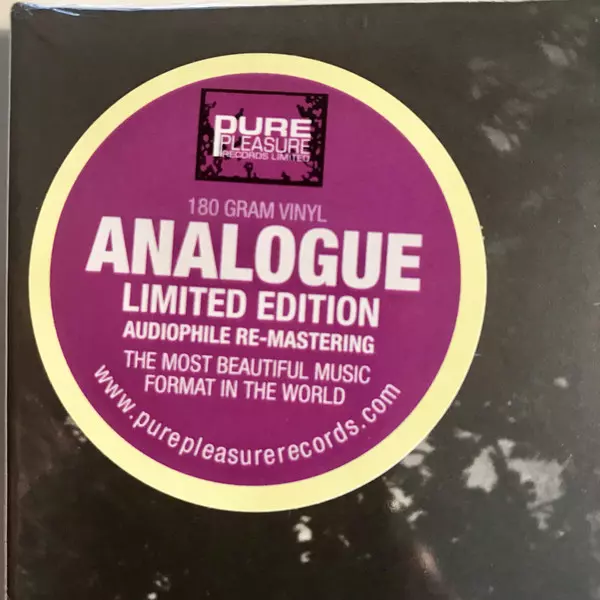 PURE
PLEASURE
RECORDS LIMITED
180 GRAM VINYL
ANALOGUE
LIMITED EDITION
AUDIOPHILE RE-MASTERING
THE MOST BEAUTIFUL MUSIC
FORMAT IN THE WORLD
www.purepleasurerecords.com